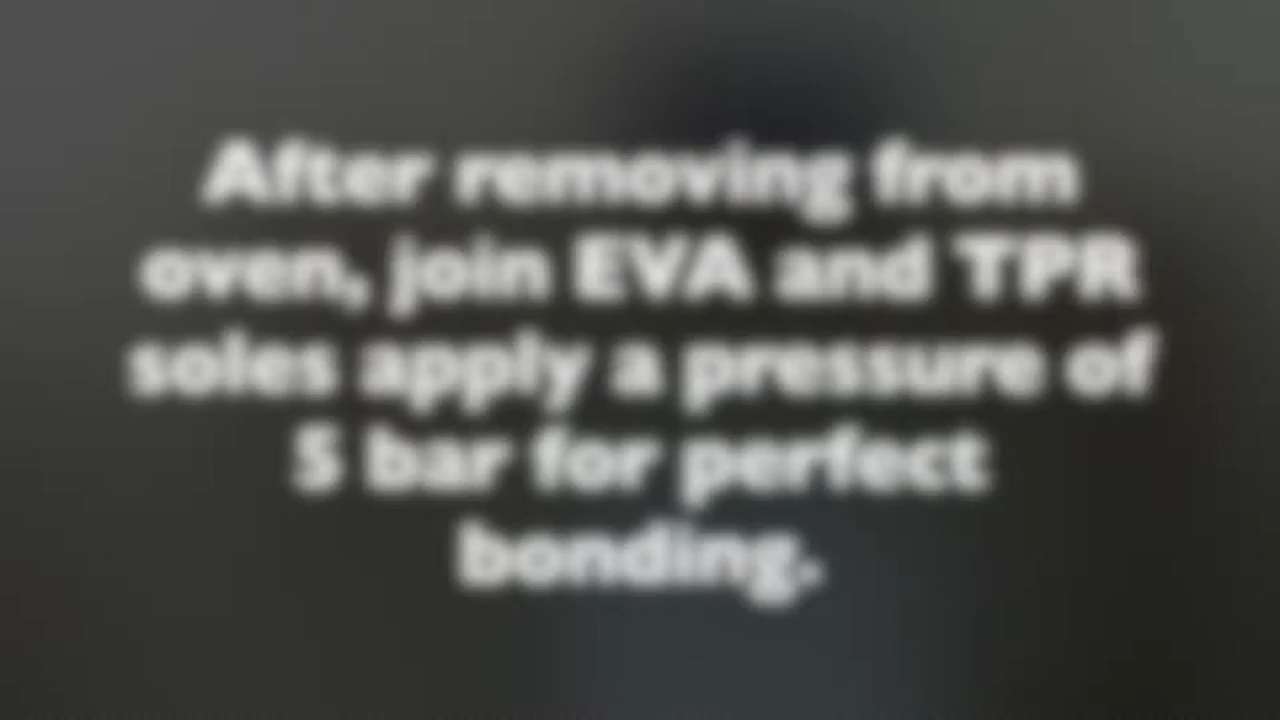 After removing from
oven, join EVA and TPR
soles apply a pressure of
5 bar for perfect
bonding.